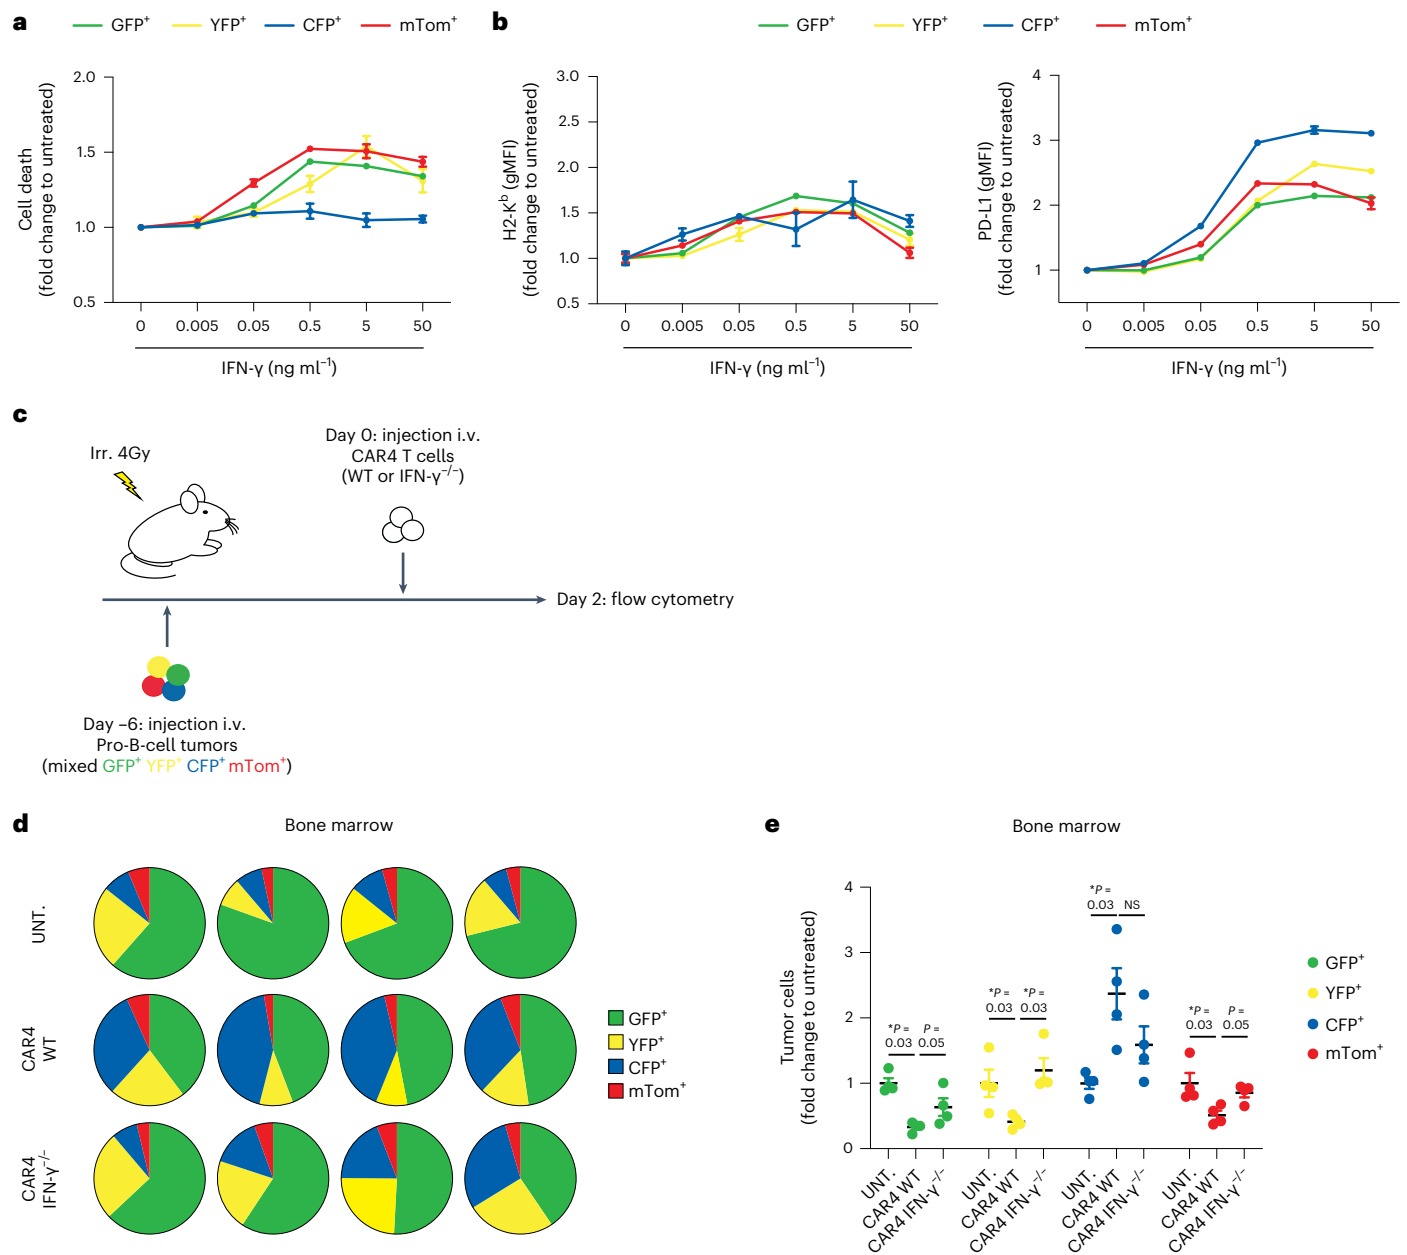 a
GFP⁺ YFP⁺ CFP⁺ mTom⁺
Cell death
(fold change to untreated)
2.0
1.5
1.0
0.5
0 0.005 0.05 0.5 5 50
IFN-γ (ng ml⁻¹)
b
GFP⁺ YFP⁺ CFP⁺ mTom⁺
H2-Kᵇ (gMFI)
(fold change to untreated)
3.0
2.5
2.0
1.5
1.0
0.5
0 0.005 0.05 0.5 5 50
IFN-γ (ng ml⁻¹)
PD-L1 (gMFI)
(fold change to untreated)
4
3
2
1
0 0.005 0.05 0.5 5 50
IFN-γ (ng ml⁻¹)
c
Irr. 4Gy
Day 0: injection i.v.
CAR4 T cells
(WT or IFN-γ⁻/⁻)
Day 2: flow cytometry
Day –6: injection i.v.
Pro-B-cell tumors
(mixed GFP⁺ YFP⁺ CFP⁺ mTom⁺)
d
Bone marrow
UNT.
CAR4
WT
CAR4
IFN-γ⁻/⁻
GFP⁺
YFP⁺
CFP⁺
mTom⁺
e
Bone marrow
Tumor cells
(fold change to untreated)
4
3
2
1
0
*P =
0.03
P =
0.05
*P =
0.03
*P =
0.03
*P =
0.03
NS
*P =
0.03
P =
0.05
UNT.
CAR4 WT
CAR4 IFN-γ⁻/⁻
UNT.
CAR4 WT
CAR4 IFN-γ⁻/⁻
UNT.
CAR4 WT
CAR4 IFN-γ⁻/⁻
UNT.
CAR4 WT
CAR4 IFN-γ⁻/⁻
GFP⁺
YFP⁺
CFP⁺
mTom⁺